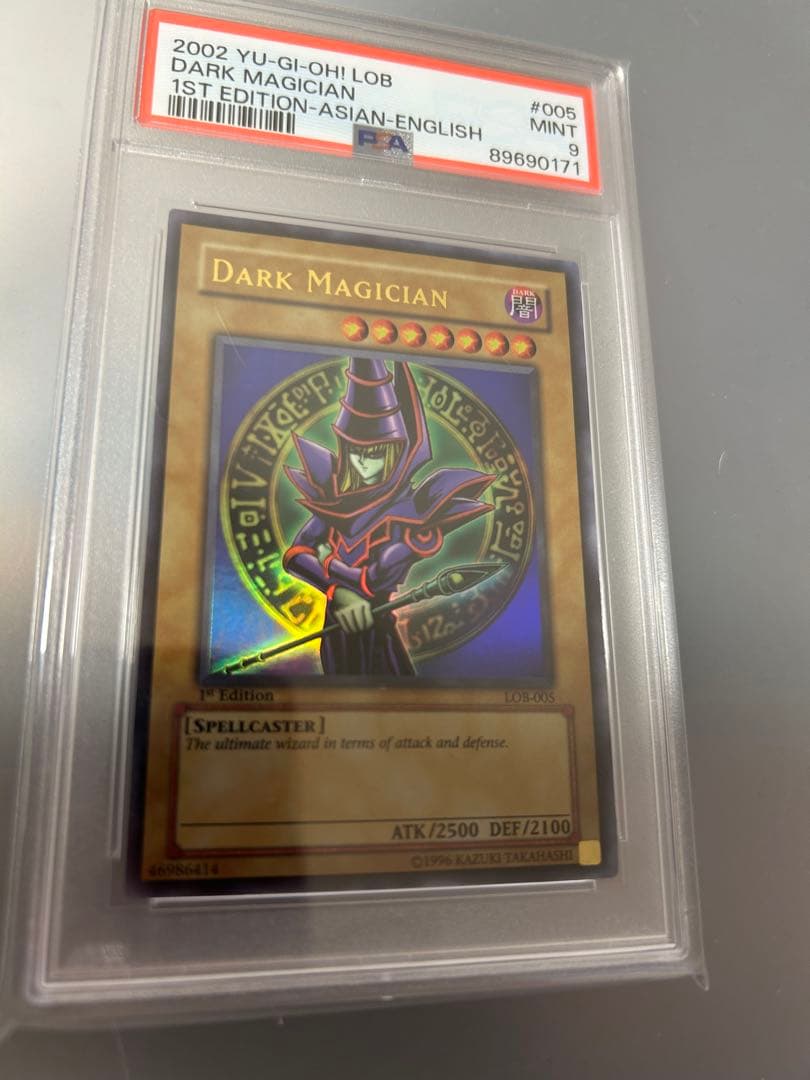 2002 YU-GI-OH! LOB
#005
DARK MAGICIAN
MINT
1ST EDITION-ASIAN-ENGLISH
9
PSA
89690171
DARK MAGICIAN
DARK
闇
1st Edition
LOB-005
[SPELLCASTER]
The ultimate wizard in terms of attack and defense.
ATK/2500 DEF/2100
46986414
©1996 KAZUKI TAKAHASHI